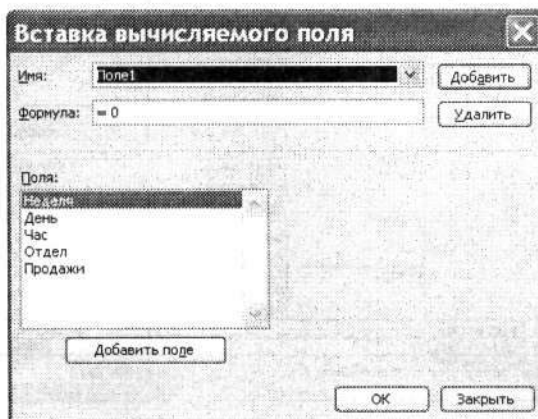 Вставка вычисляемого поля
Имя: Поле1 Добавить
Формула: = 0 Удалить
Поля:
Неделя
День
Час
Отдел
Продажи
Добавить поле
ОК Закрыть